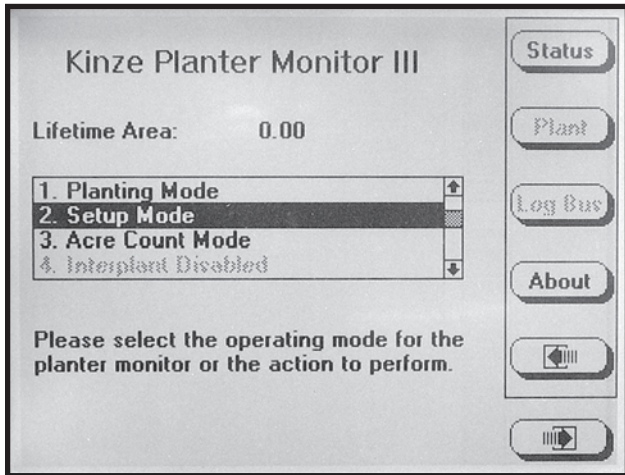 Kinze Planter Monitor III
Lifetime Area: 0.00
1. Planting Mode
2. Setup Mode
3. Acre Count Mode
4. Interplant Disabled
Please select the operating mode for the
planter monitor or the action to perform.
Status
Plant
Log Bus
About